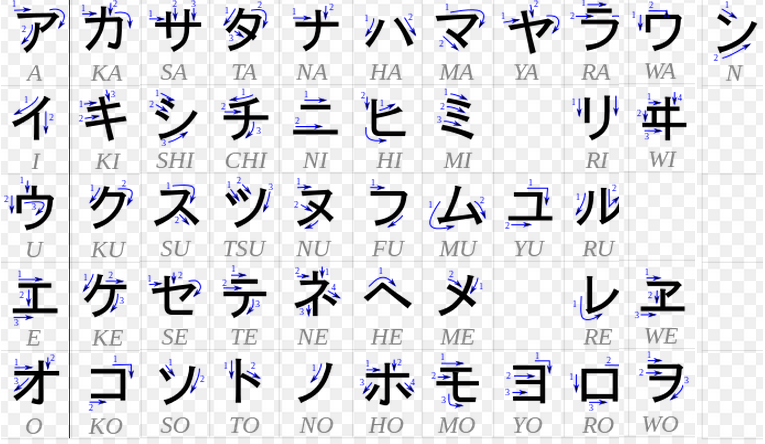 ア カ サ タ ナ ハ マ ヤ ラ ワ ン
A KA SA TA NA HA MA YA RA WA N
イ キ シ チ ニ ヒ ミ リ ヰ
I KI SHI CHI NI HI MI RI WI
ウ ク ス ツ ヌ フ ム ユ ル
U KU SU TSU NU FU MU YU RU
エ ケ セ テ ネ ヘ メ レ ヱ
E KE SE TE NE HE ME RE WE
オ コ ソ ト ノ ホ モ ヨ ロ ヲ
O KO SO TO NO HO MO YO RO WO